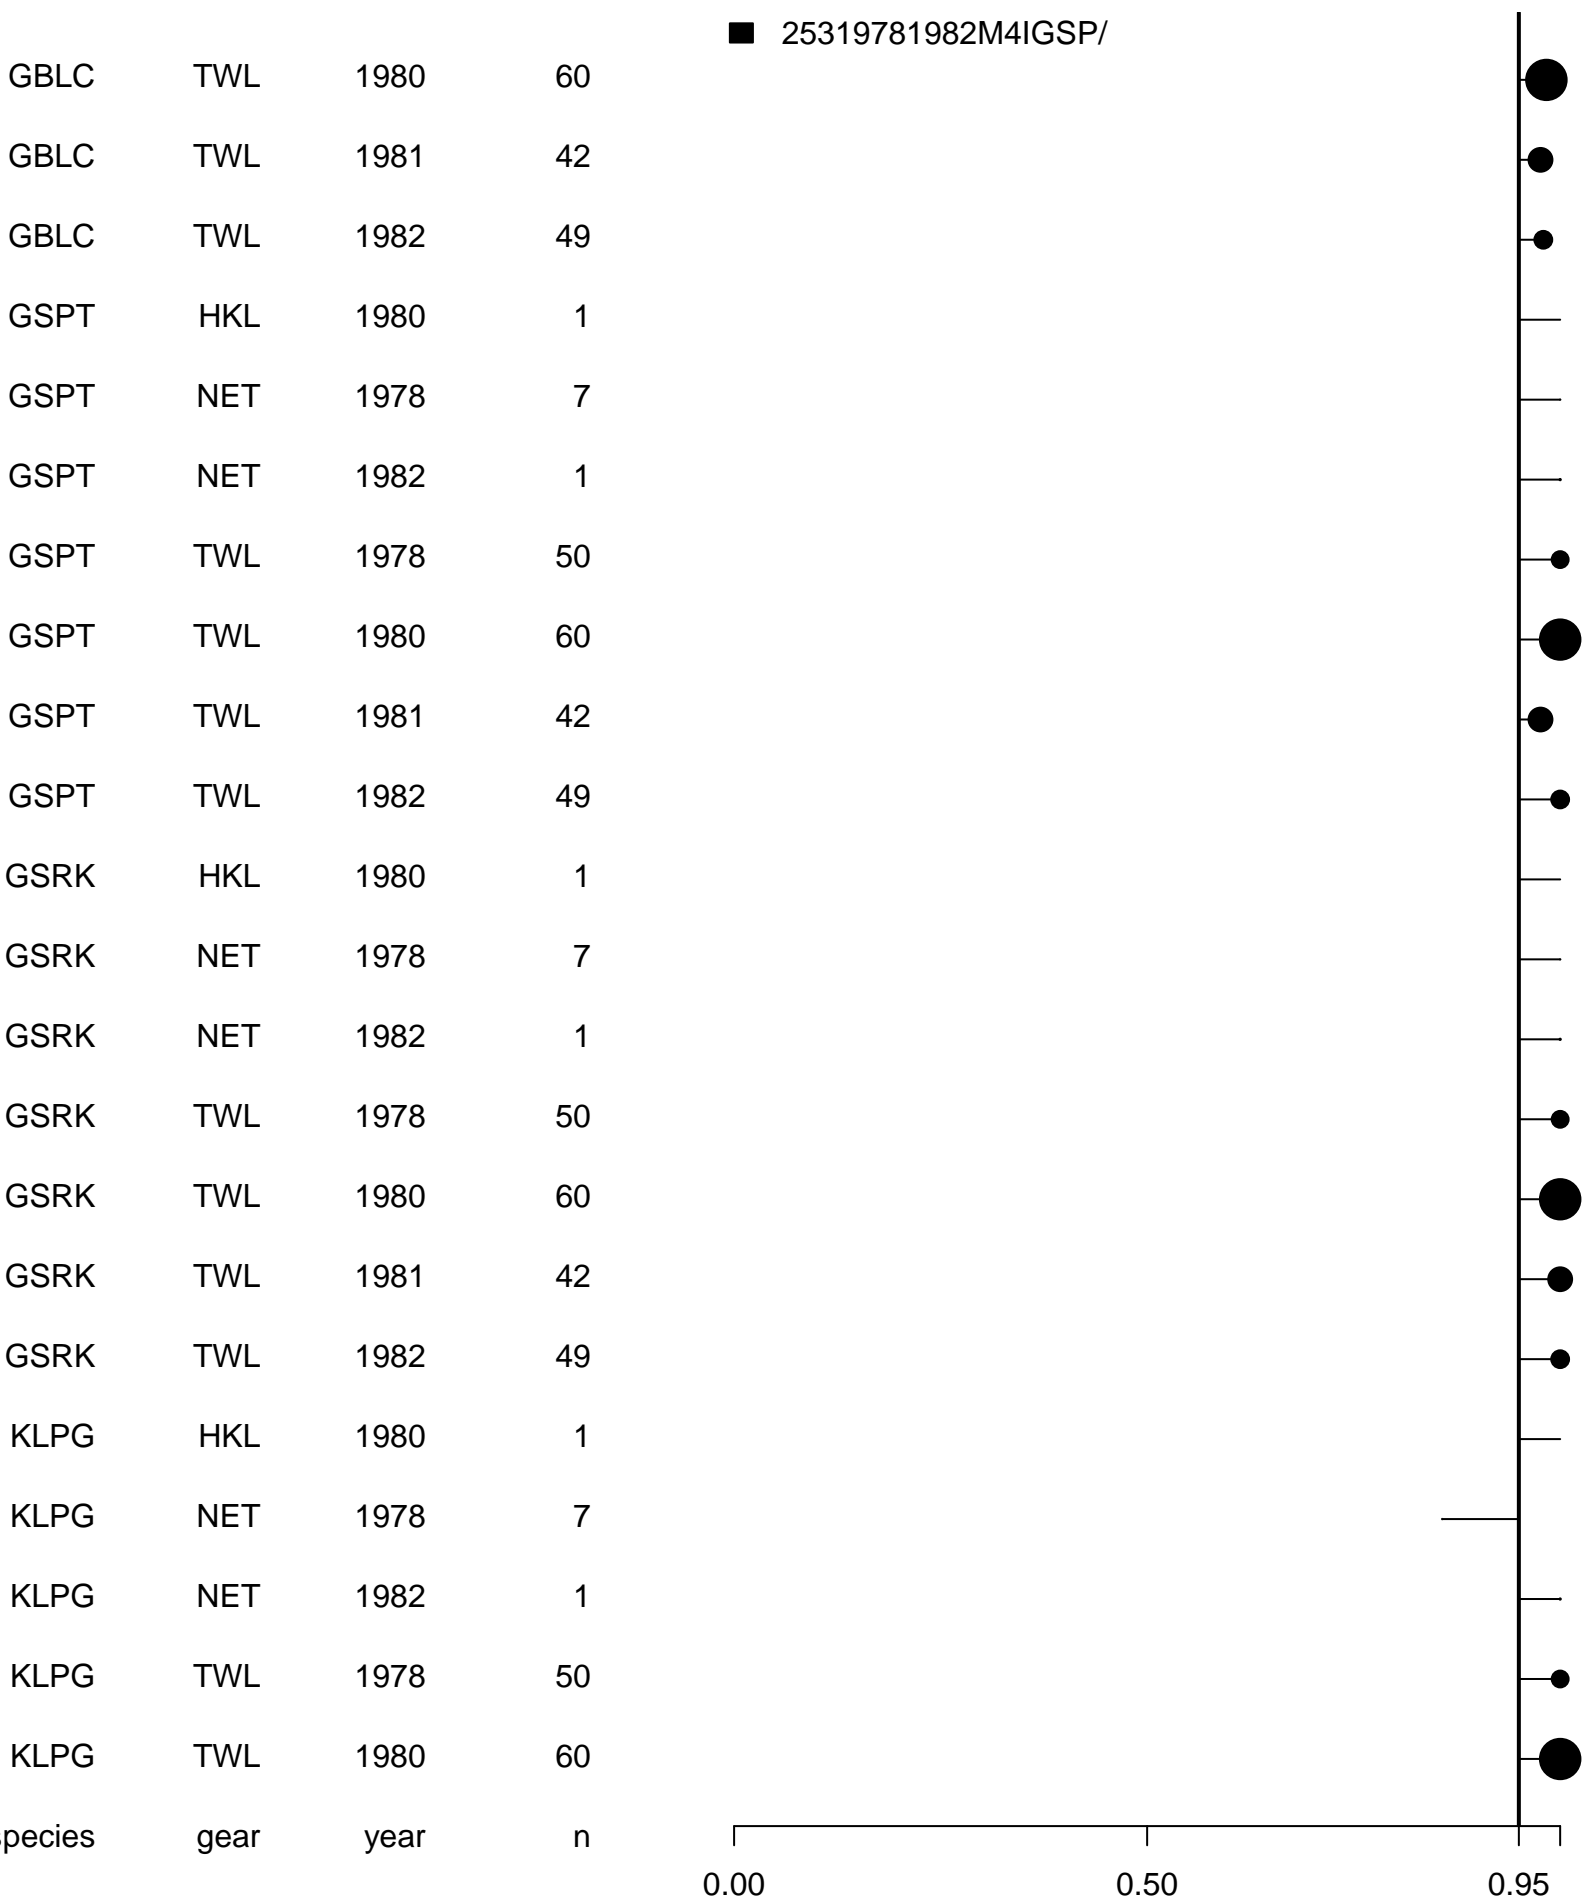 25319781982M4IGSP/
GBLC TWL 1980 60
GBLC TWL 1981 42
GBLC TWL 1982 49
GSPT HKL 1980 1
GSPT NET 1978 7
GSPT NET 1982 1
GSPT TWL 1978 50
GSPT TWL 1980 60
GSPT TWL 1981 42
GSPT TWL 1982 49
GSRK HKL 1980 1
GSRK NET 1978 7
GSRK NET 1982 1
GSRK TWL 1978 50
GSRK TWL 1980 60
GSRK TWL 1981 42
GSRK TWL 1982 49
KLPG HKL 1980 1
KLPG NET 1978 7
KLPG NET 1982 1
KLPG TWL 1978 50
KLPG TWL 1980 60
pecies gear year n
0.00 0.50 0.95